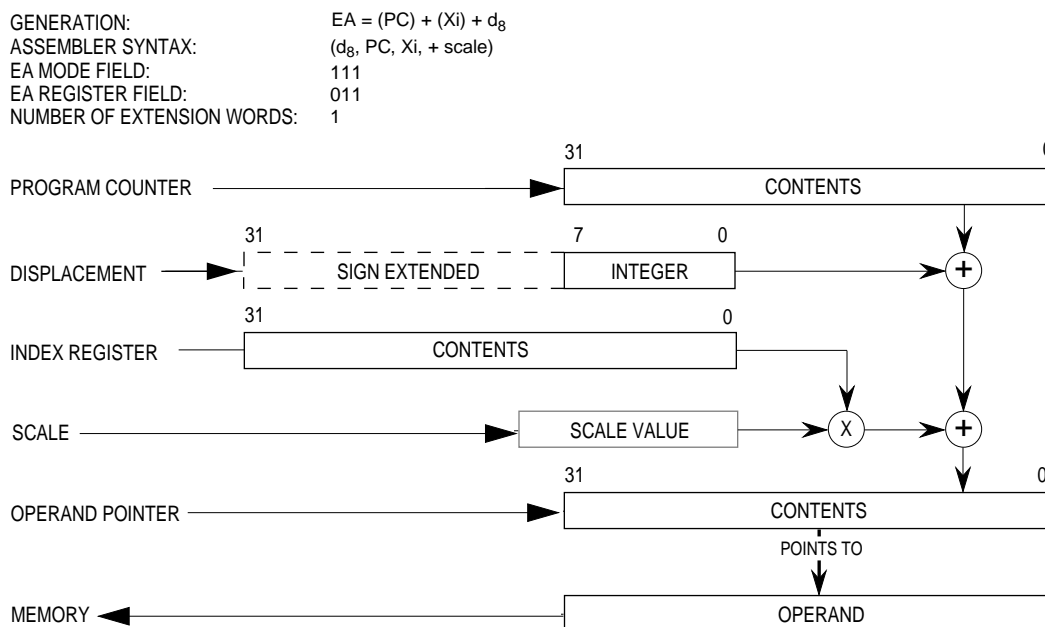 GENERATION: EA = (PC) + (Xi) + d8
ASSEMBLER SYNTAX: (d8, PC, Xi, + scale)
EA MODE FIELD: 111
EA REGISTER FIELD: 011
NUMBER OF EXTENSION WORDS: 1
31 0
PROGRAM COUNTER CONTENTS
31 7 0
DISPLACEMENT SIGN EXTENDED INTEGER +
31 0
INDEX REGISTER CONTENTS
SCALE SCALE VALUE X +
31 0
OPERAND POINTER CONTENTS
POINTS TO
MEMORY OPERAND